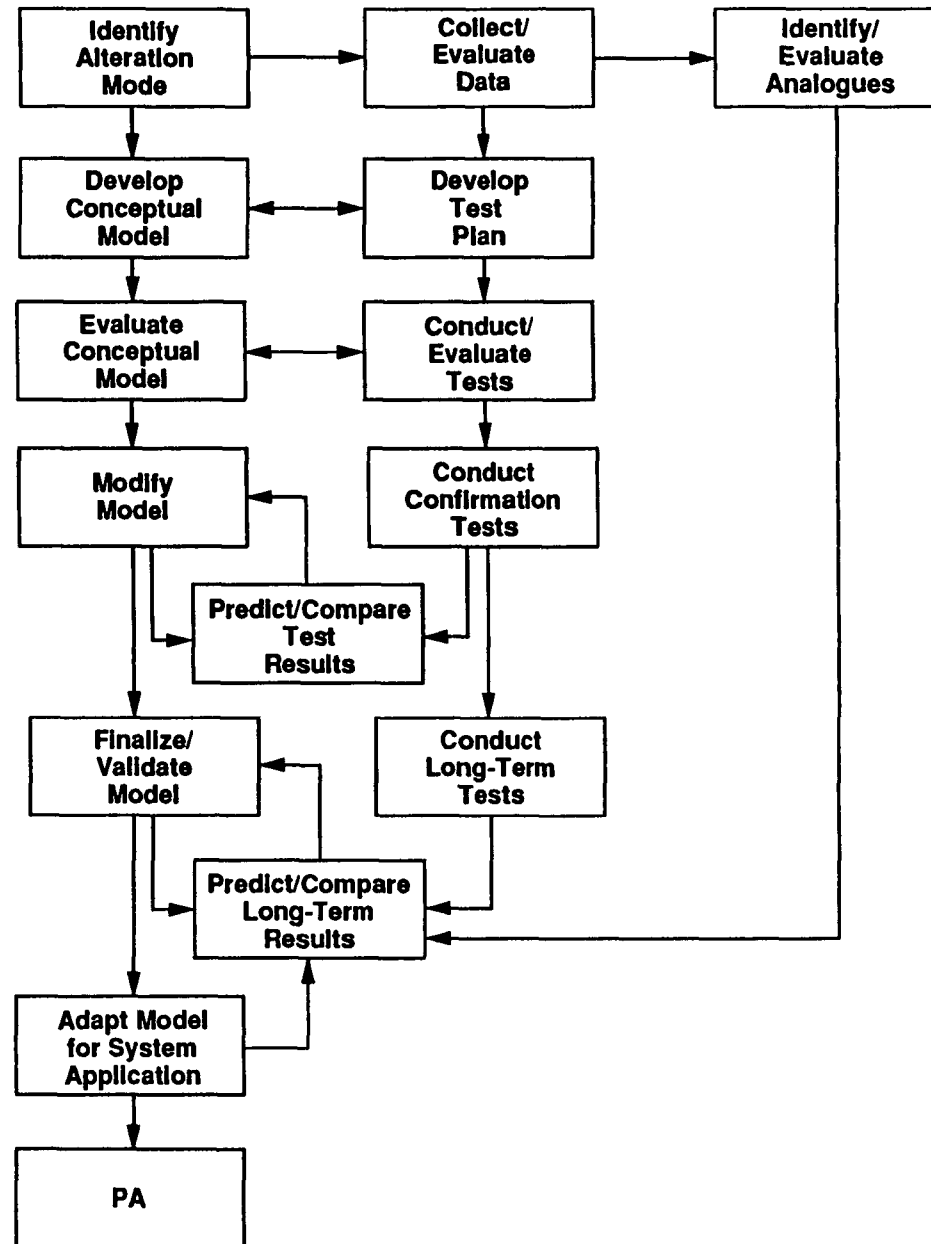 Identify
Alteration
Mode
Collect/
Evaluate
Data
Identify/
Evaluate
Analogues
Develop
Conceptual
Model
Develop
Test
Plan
Evaluate
Conceptual
Model
Conduct/
Evaluate
Tests
Modify
Model
Conduct
Confirmation
Tests
Predict/Compare
Test
Results
Finalize/
Validate
Model
Conduct
Long-Term
Tests
Predict/Compare
Long-Term
Results
Adapt Model
for System
Application
PA